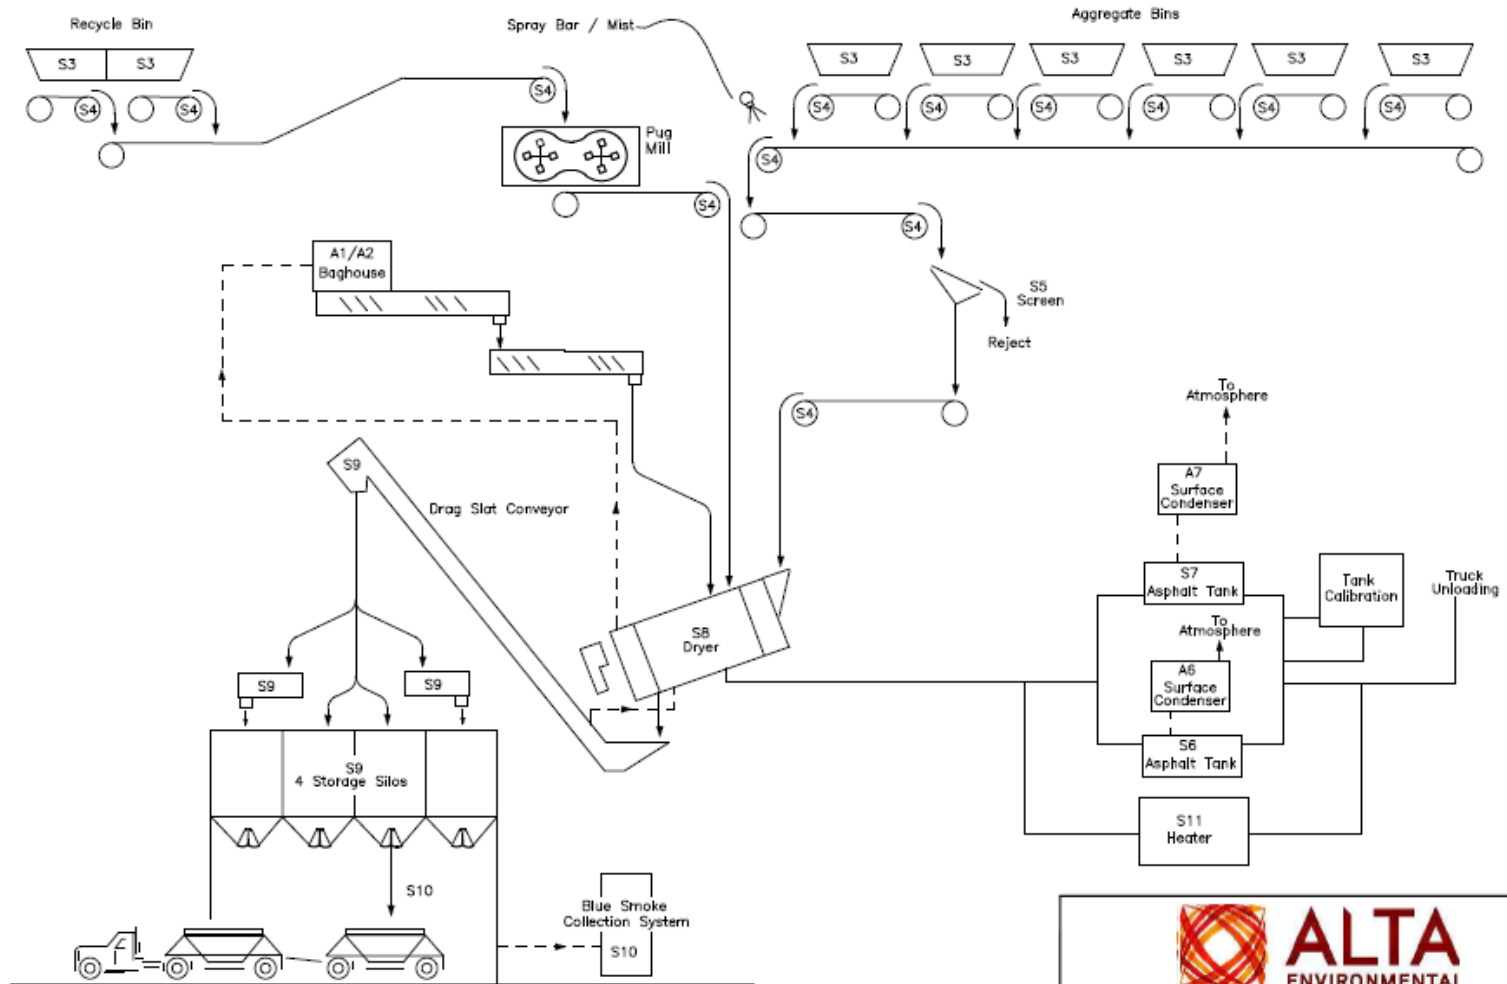 Recycle Bin
Spray Bar / Mist
Aggregate Bins
S3 S3
S3 S3 S3 S3 S3 S3
S4 S4
S4
S4 S4 S4 S4 S4 S4
Pug
Mill
S4
S4
S4
A1/A2
Baghouse
S5
Screen
Reject
S4
To
Atmosphere
S9
Drag Slat Conveyor
A7
Surface
Condenser
S7
Asphalt Tank
Tank
Calibration
Truck
Unloading
To
Atmosphere
S8
Dryer
A6
Surface
Condenser
S9
S9
S6
Asphalt Tank
S9
4 Storage Silos
S11
Heater
S10
Blue Smoke
Collection System
S10
ALTA
ENVIRONMENTAL